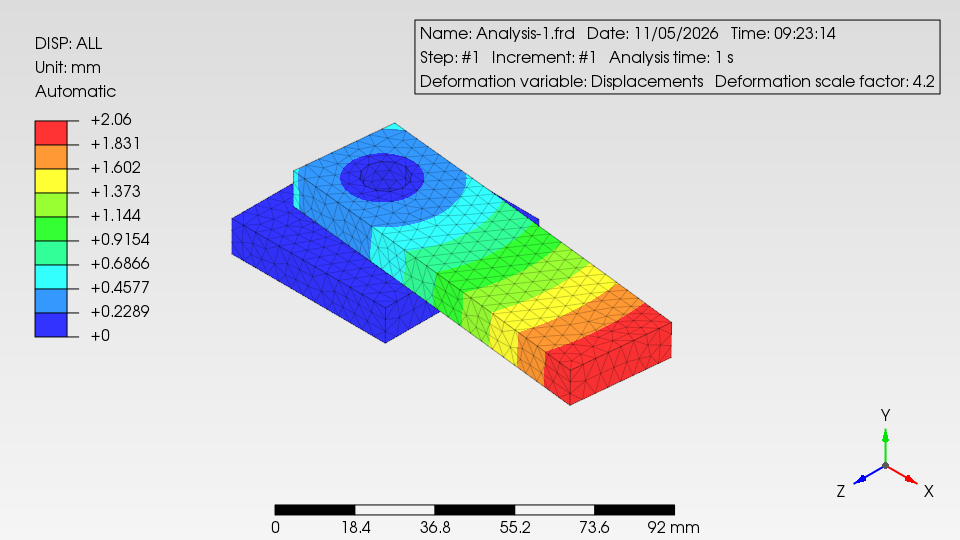 DISP: ALL
Unit: mm
Automatic
+2.06
+1.831
+1.602
+1.373
+1.144
+0.9154
+0.6866
+0.4577
+0.2289
+0
Name: Analysis-1.frd Date: 11/05/2026 Time: 09:23:14
Step: #1 Increment: #1 Analysis time: 1 s
Deformation variable: Displacements Deformation scale factor: 4.2
Y
Z
X
0 18.4 36.8 55.2 73.6 92 mm